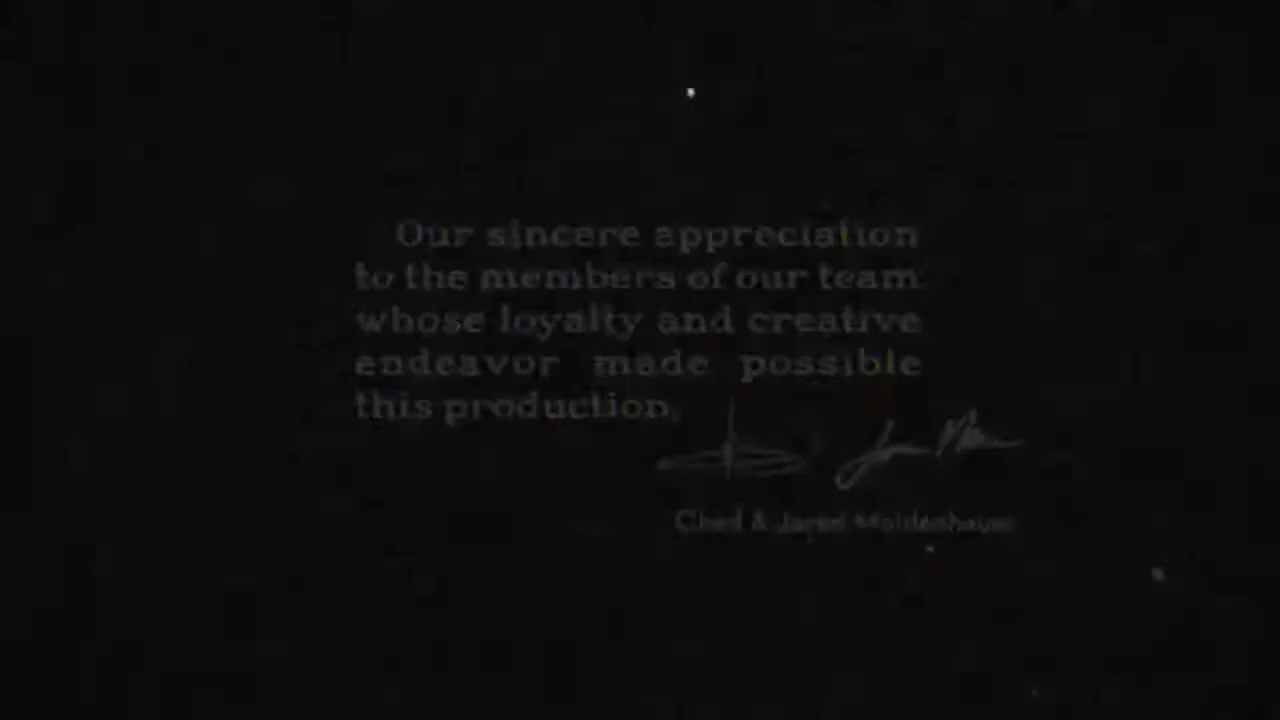 Our sincere appreciation
to the members of our team
whose loyalty and creative
endeavor made possible
this production.
Chad & Jared Moldenhauer